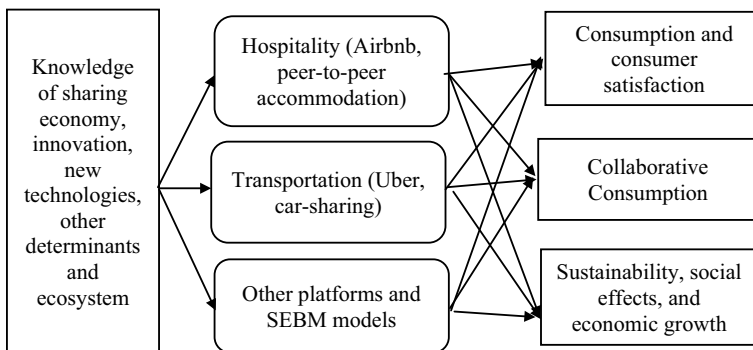 Knowledge
of sharing
economy,
innovation,
new
technologies,
other
determinants
and
ecosystem
Hospitality (Airbnb,
peer-to-peer
accommodation)
Transportation (Uber,
car-sharing)
Other platforms and
SEBM models
Consumption and
consumer
satisfaction
Collaborative
Consumption
Sustainability, social
effects, and
economic growth